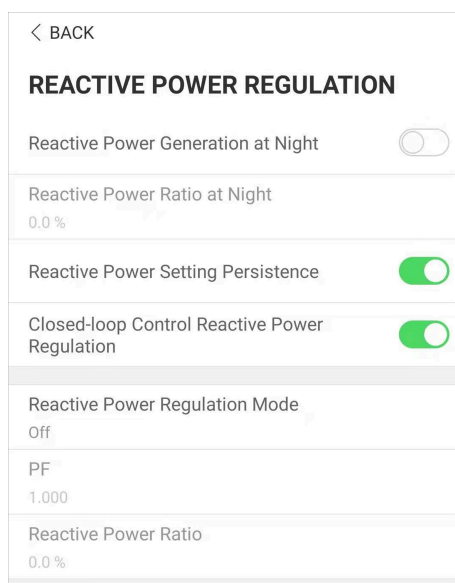 < BACK
REACTIVE POWER REGULATION
Reactive Power Generation at Night
Reactive Power Ratio at Night
0.0 %
Reactive Power Setting Persistence
Closed-loop Control Reactive Power
Regulation
Reactive Power Regulation Mode
Off
PF
1.000
Reactive Power Ratio
0.0 %